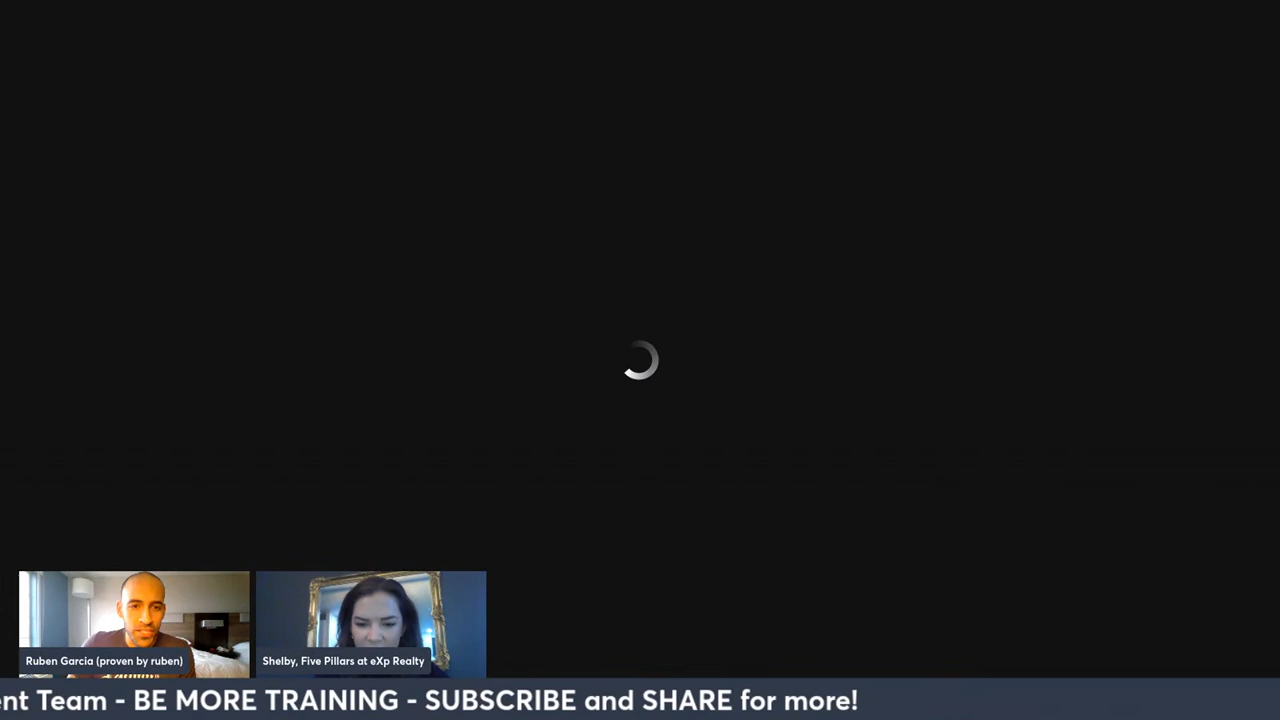 Ruben Garcia (proven by ruben)
Shelby, Five Pillars at eXp Realty
nt Team - BE MORE TRAINING - SUBSCRIBE and SHARE for more!